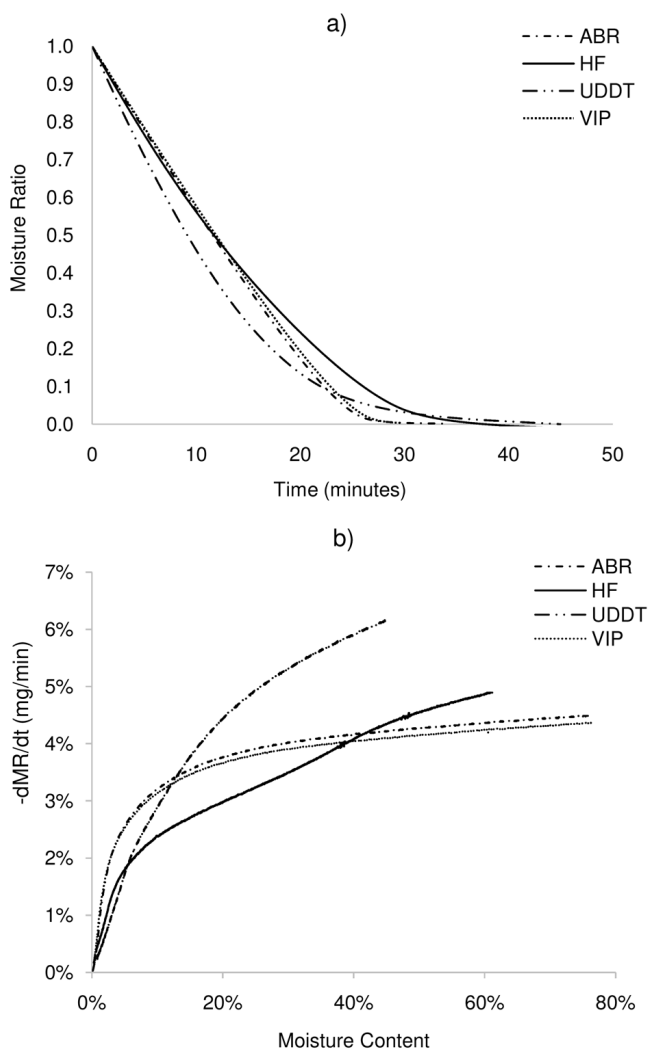 a)
ABR
HF
UDDT
VIP
1.0
0.9
0.8
0.7
0.6
0.5
0.4
0.3
0.2
0.1
0.0
Moisture Ratio
0 10 20 30 40 50
Time (minutes)
b)
ABR
HF
UDDT
VIP
7%
6%
5%
4%
3%
2%
1%
0%
-dMR/dt (mg/min)
0% 20% 40% 60% 80%
Moisture Content